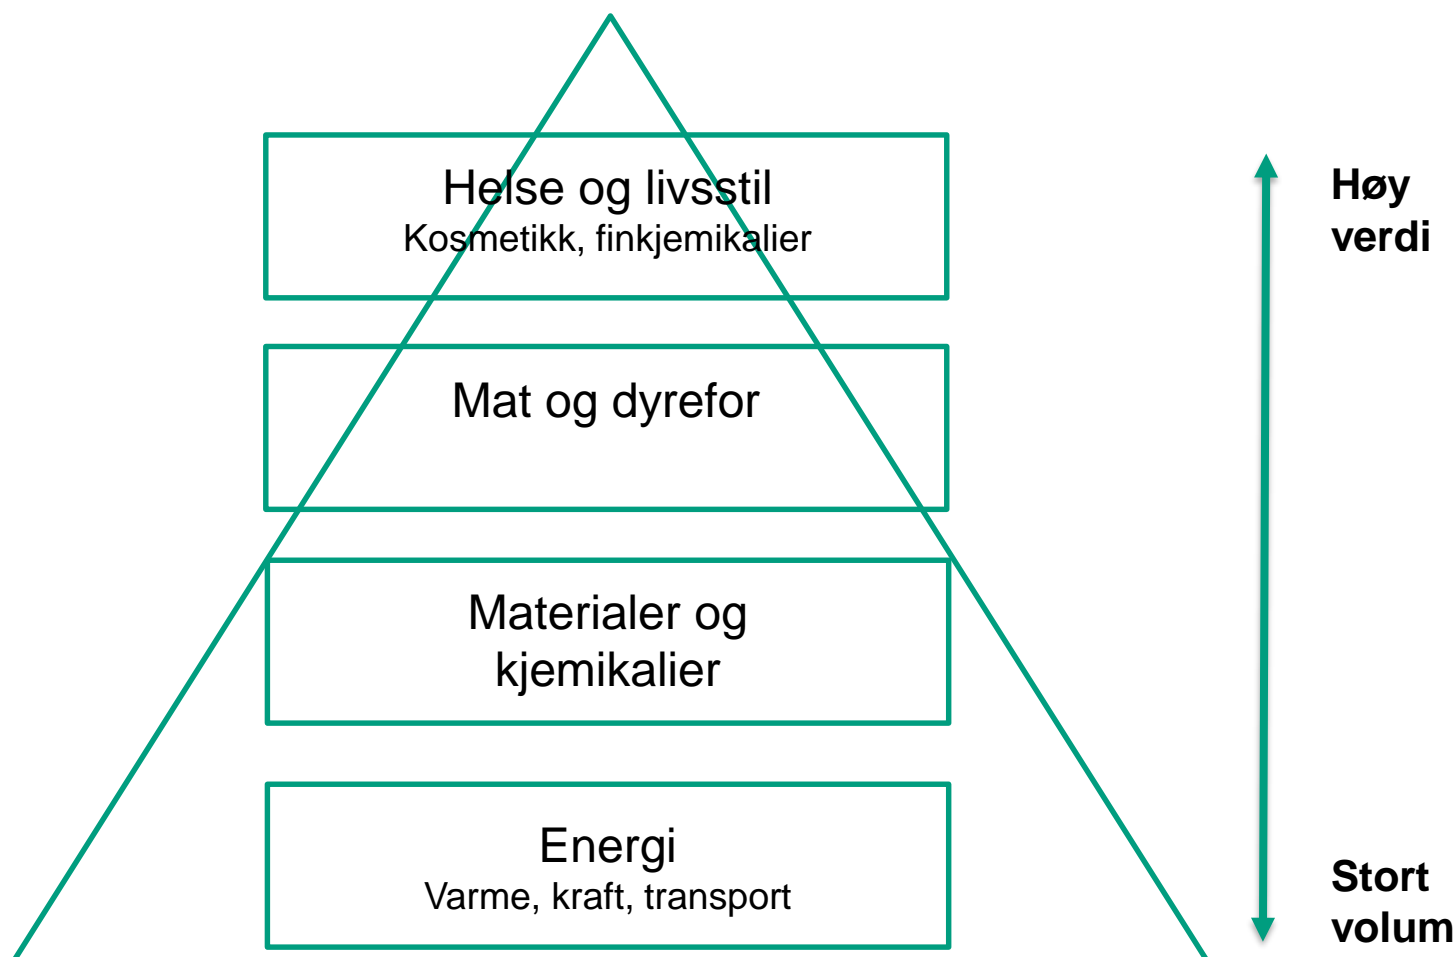 Helse og livsstil
Kosmetikk, finkjemikalier
Høy
verdi
Mat og dyrefor
Materialer og
kjemikalier
Energi
Varme, kraft, transport
Stort
volum